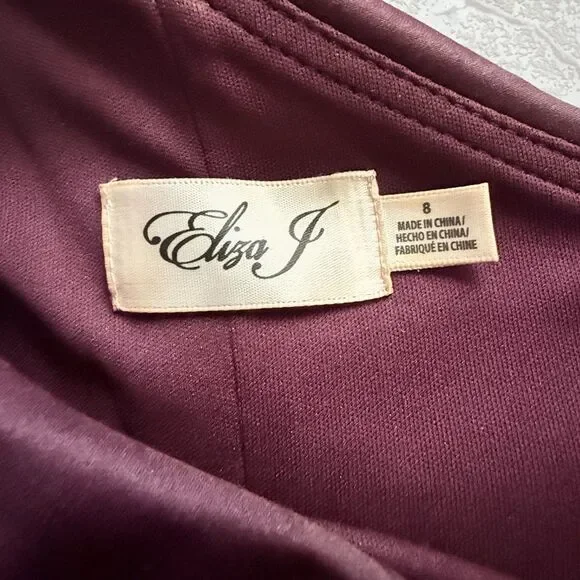 Eliza J
8
MADE IN CHINA/
HECHO EN CHINA/
FABRIQUÉ EN CHINE